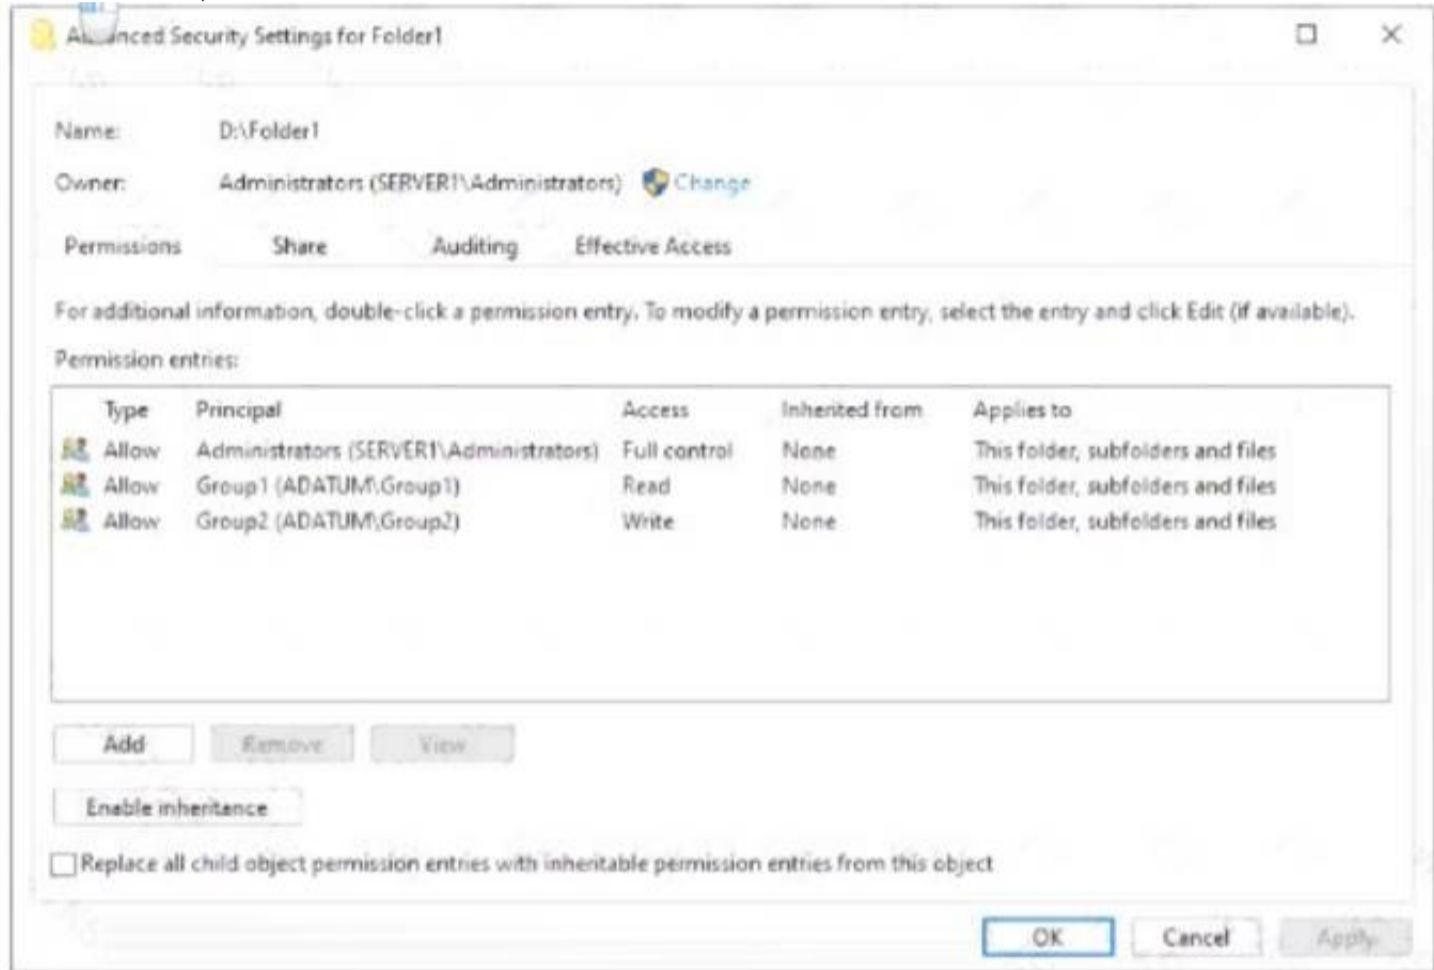 Advanced Security Settings for Folder1
Name: D:\Folder1
Owner: Administrators (SERVER1\Administrators) Change
Permissions Share Auditing Effective Access
For additional information, double-click a permission entry. To modify a permission entry, select the entry and click Edit (if available).
Permission entries:
Type Principal Access Inherited from Applies to
Allow Administrators (SERVER1\Administrators) Full control None This folder, subfolders and files
Allow Group1 (ADATUM\Group1) Read None This folder, subfolders and files
Allow Group2 (ADATUM\Group2) Write None This folder, subfolders and files
Add Remove View
Enable inheritance
Replace all child object permission entries with inheritable permission entries from this object
OK Cancel Apply